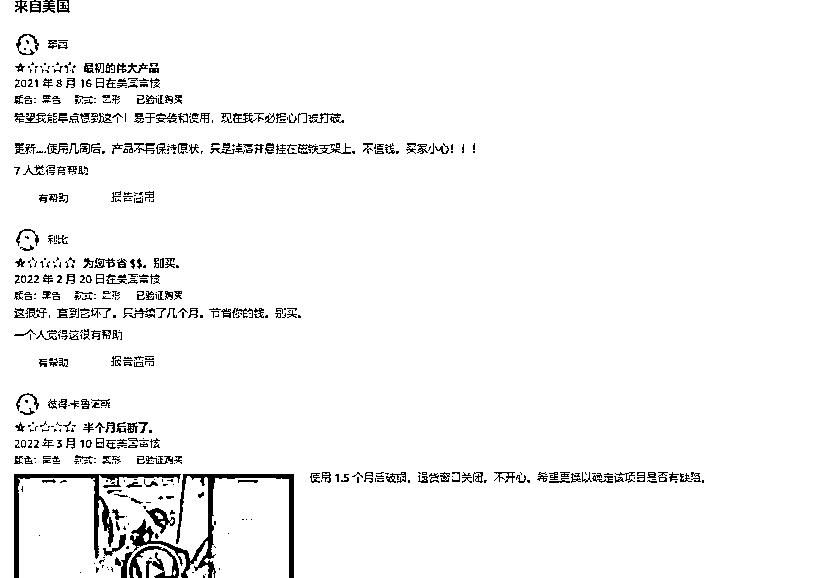 来自美国
最初的伟大产品
2021 年 8 月 16 日在美国审核
颜色：黑色 款式：圆形 已验证购买
希望我能早点想到这个！易于安装和使用，现在我不必担心门被打破。
更新....使用几周后，产品不再保持原状，只是掉落并悬挂在磁铁支架上。不值钱。买家小心！！！
7 人觉得有帮助
有帮助 报告滥用
利比
为您节省 $$。别买。
2022 年 2 月 20 日在美国审核
颜色：黑色 款式：圆形 已验证购买
这很好，直到它坏了。只持续了几个月。节省你的钱。别买。
一个人觉得这很有帮助
有帮助 报告滥用
半个月后断了。
2022 年 3 月 10 日在美国审核
颜色：黑色 款式：圆形 已验证购买
使用 1.5 个月后破损。退货窗口关闭。不开心。希望更换以确定该项目是否有缺陷。